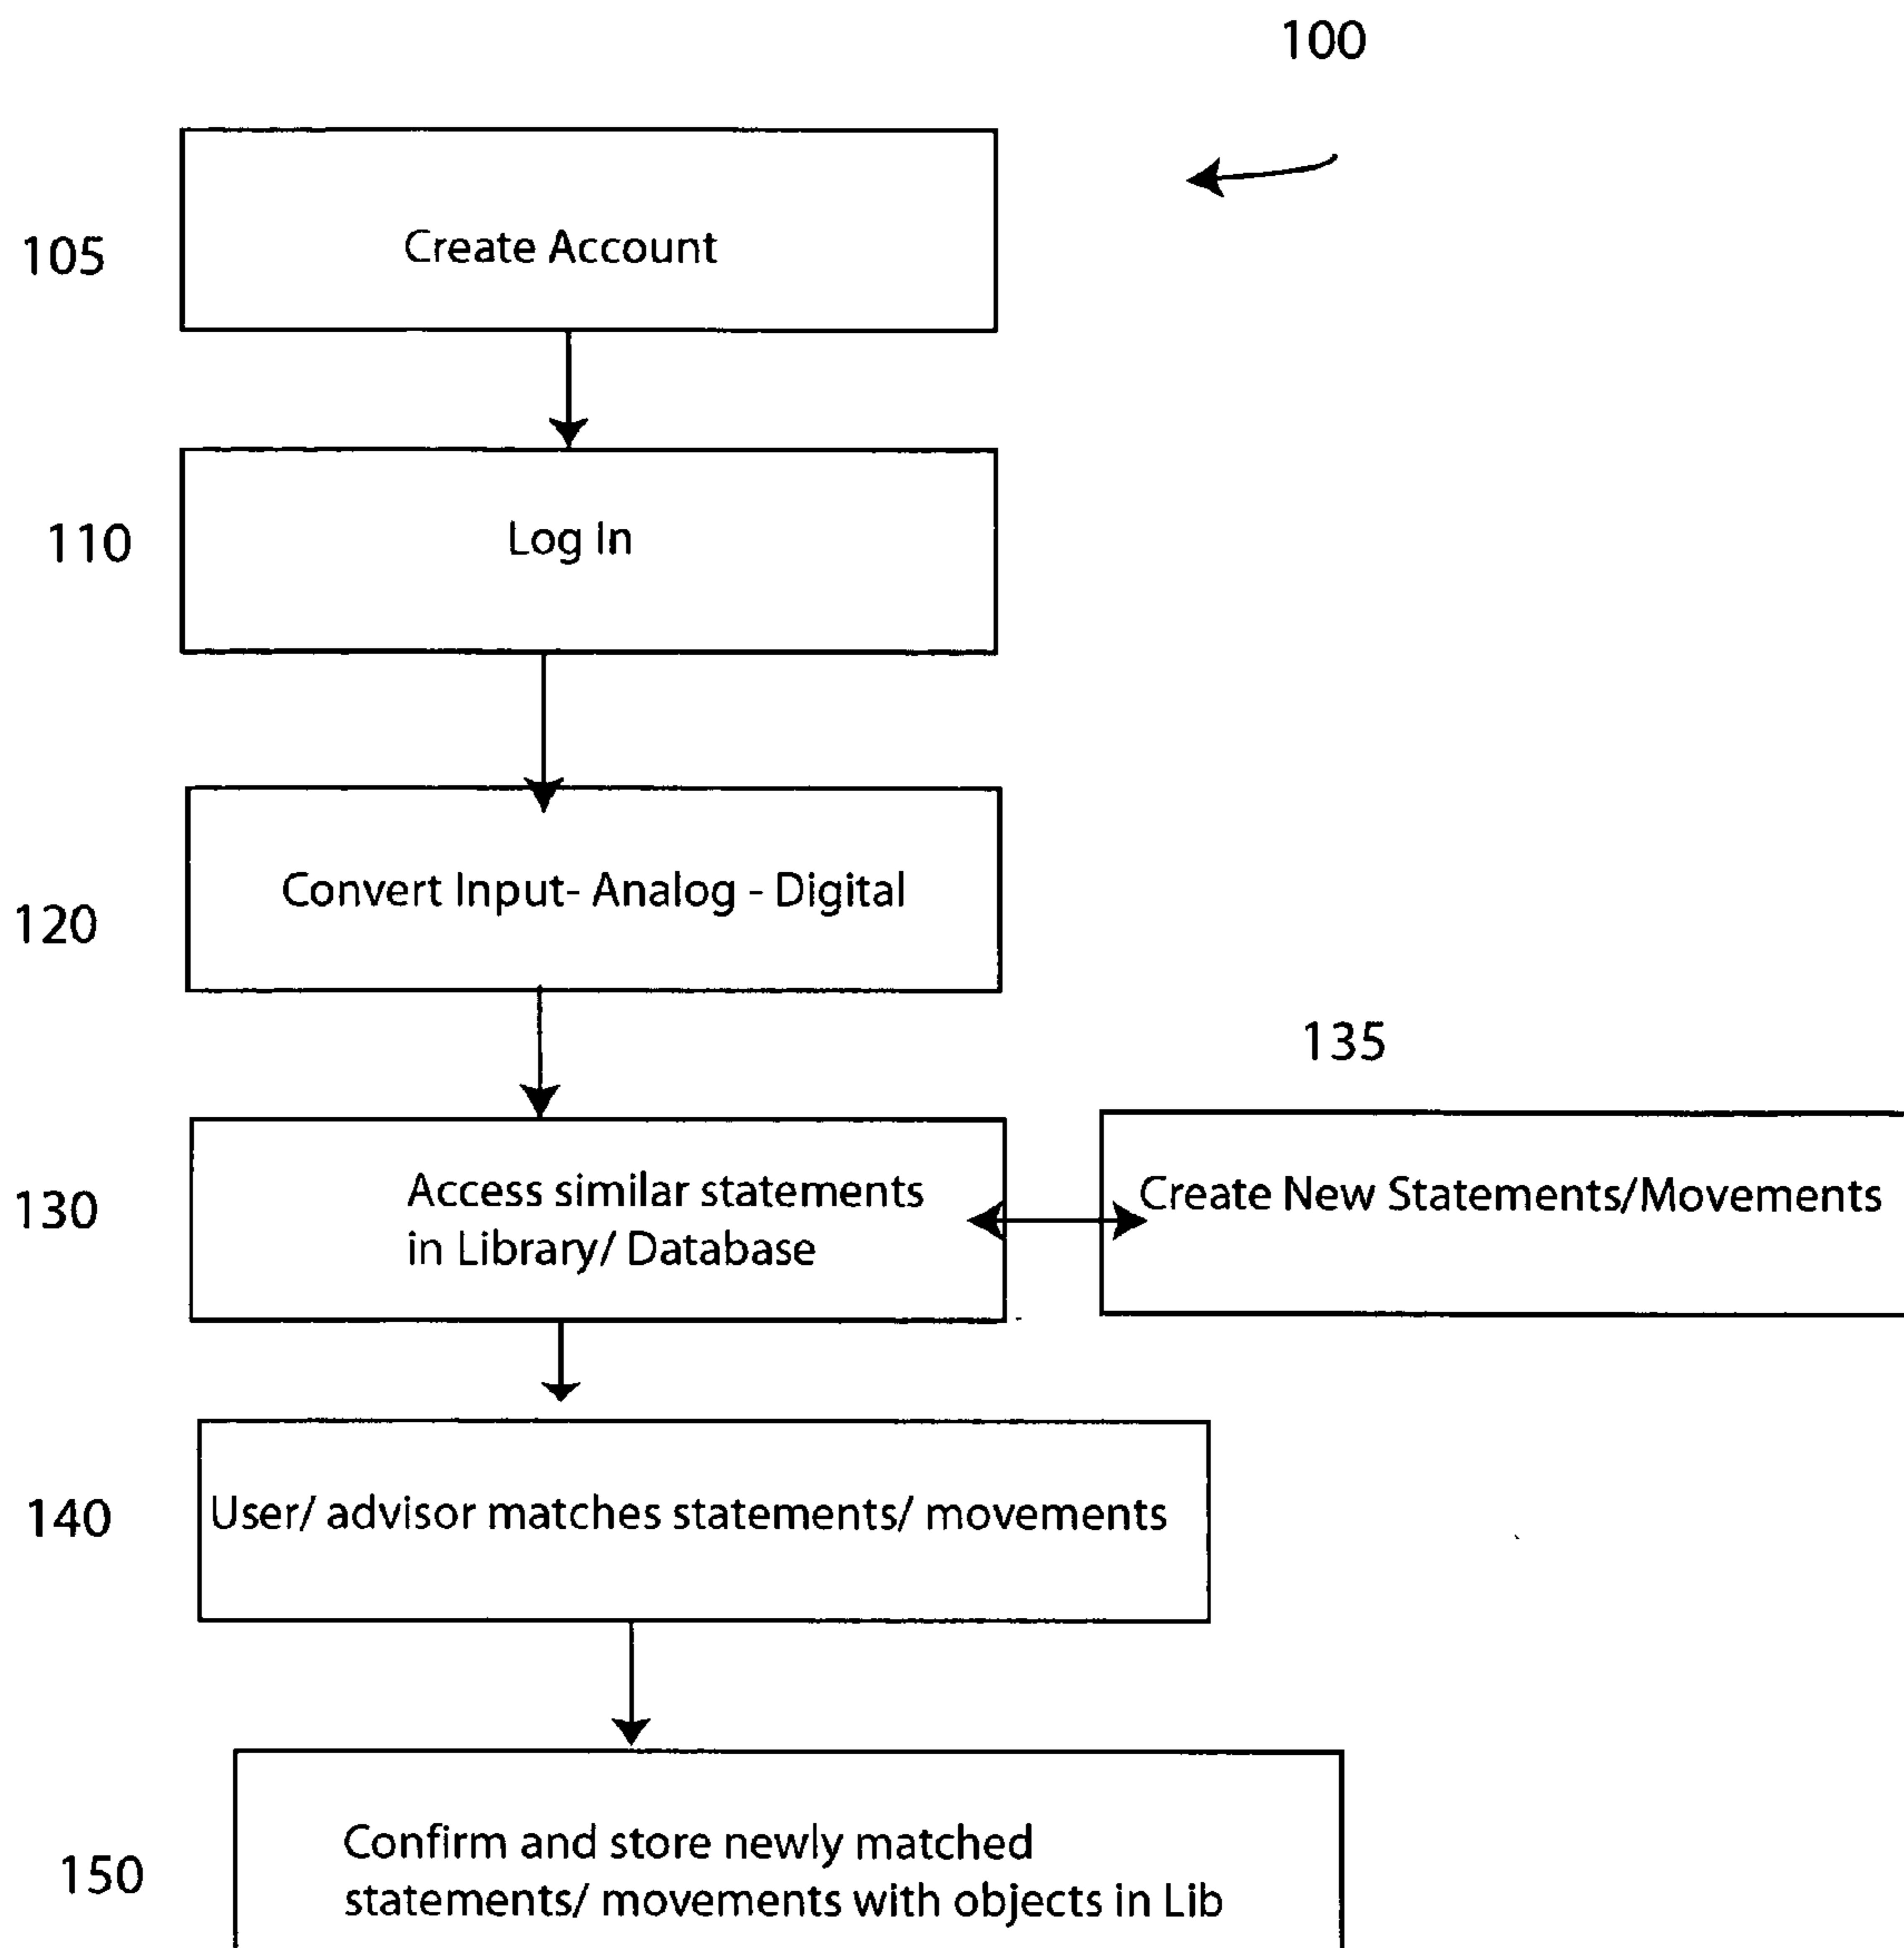 100
105
Create Account
110
Log In
Convert Input- Analog - Digital
120
135
130
Access similar statements
in Library/ Database
Create New Statements/Movements
140
User/ advisor matches statements/ movements
150
Confirm and store newly matched
statements/ movements with objects in Lib